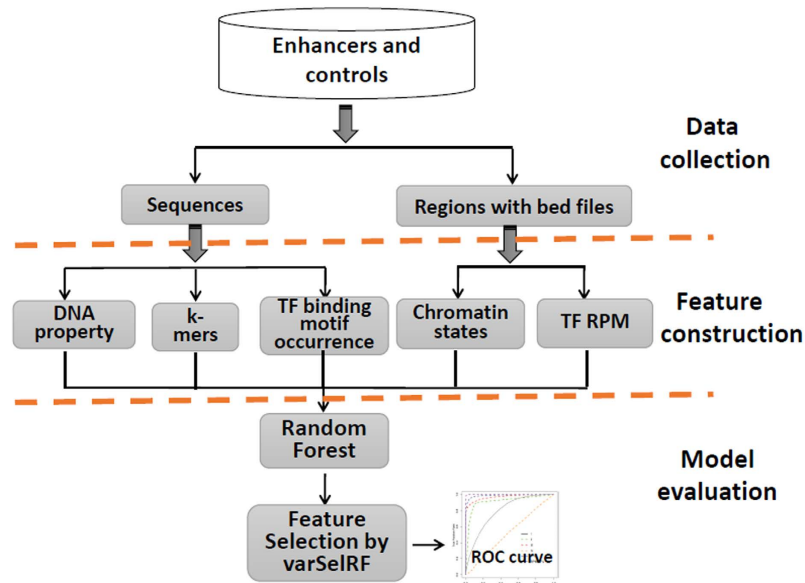 Enhancers and
controls
Data
collection
Sequences
Regions with bed files
DNA
property
k-
mers
TF binding
motif
occurrence
Chromatin
states
TF RPM
Feature
construction
Random
Forest
Model
evaluation
Feature
Selection by
varSelRF
ROC curve